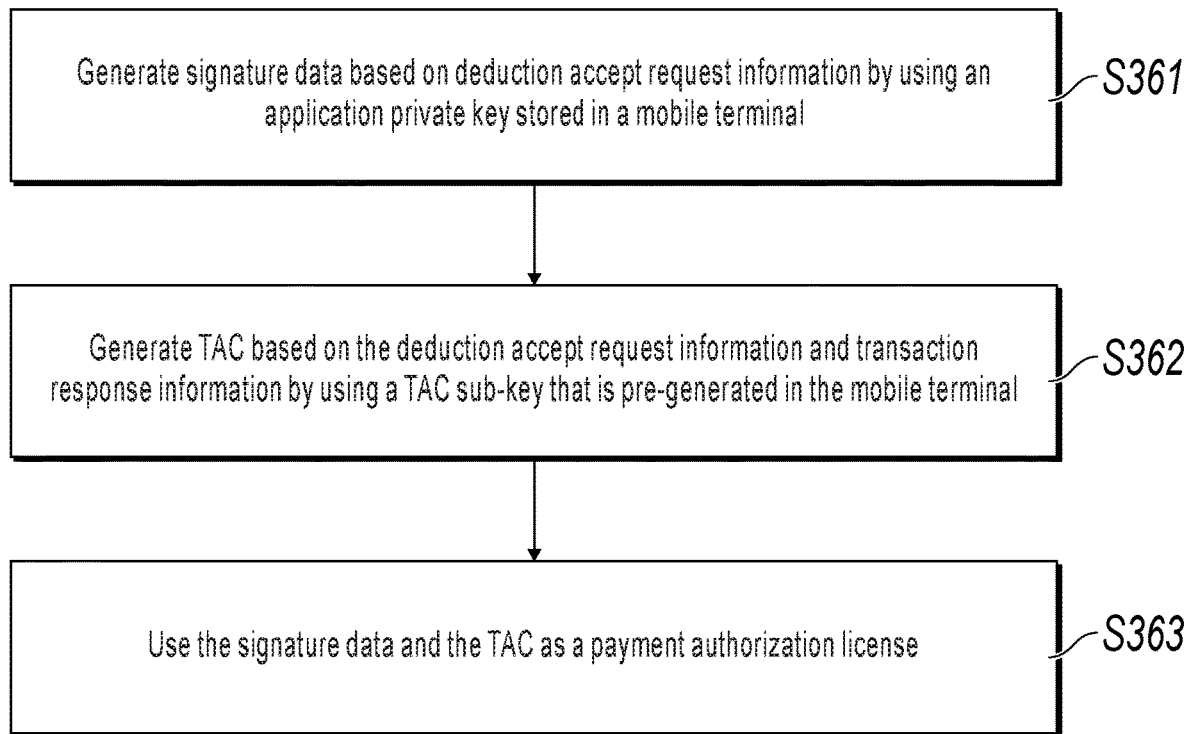 Generate signature data based on deduction accept request information by using an
application private key stored in a mobile terminal
S361
Generate TAC based on the deduction accept request information and transaction
response information by using a TAC sub-key that is pre-generated in the mobile terminal
S362
Use the signature data and the TAC as a payment authorization license
S363